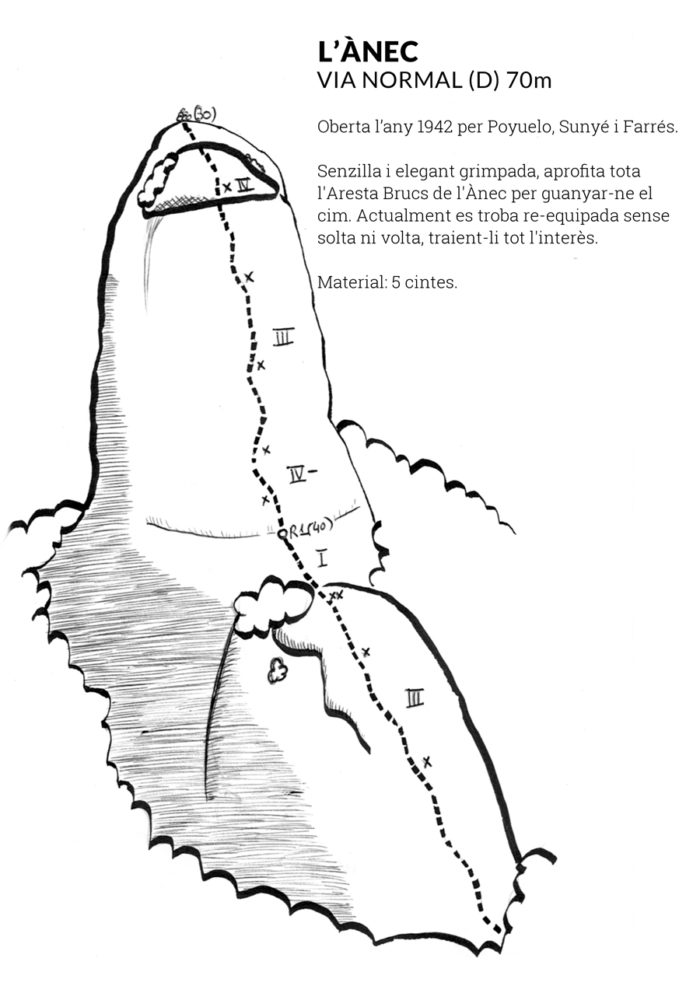 L'ÀNEC
VIA NORMAL (D) 70m
Oberta l'any 1942 per Poyuelo, Sunyé i Farrés.
Senzilla i elegant grimpada, aprofita tota
l'Aresta Brucs de l'Ànec per guanyar-ne el
cim. Actualment es troba re-equipada sense
solta ni volta, traient-li tot l'interès.
Material: 5 cintes.
(30)
x IV
x
III
x
x
IV-
x
R1(40)
I
xx
x
III
x